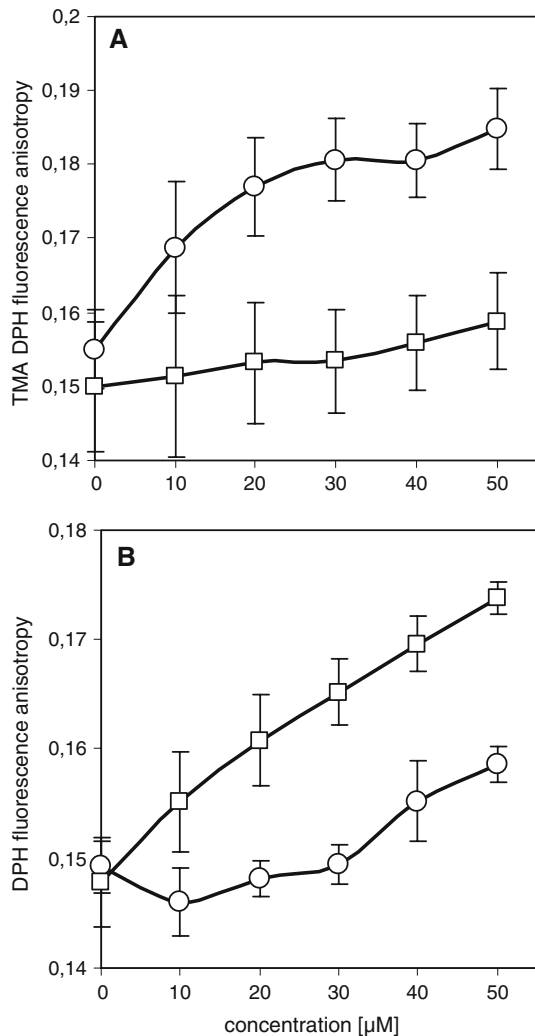 A
TMA DPH fluorescence anisotropy
0,2
0,19
0,18
0,17
0,16
0,15
0,14
0 10 20 30 40 50
B
DPH fluorescence anisotropy
0,18
0,17
0,16
0,15
0,14
0 10 20 30 40 50
concentration [µM]